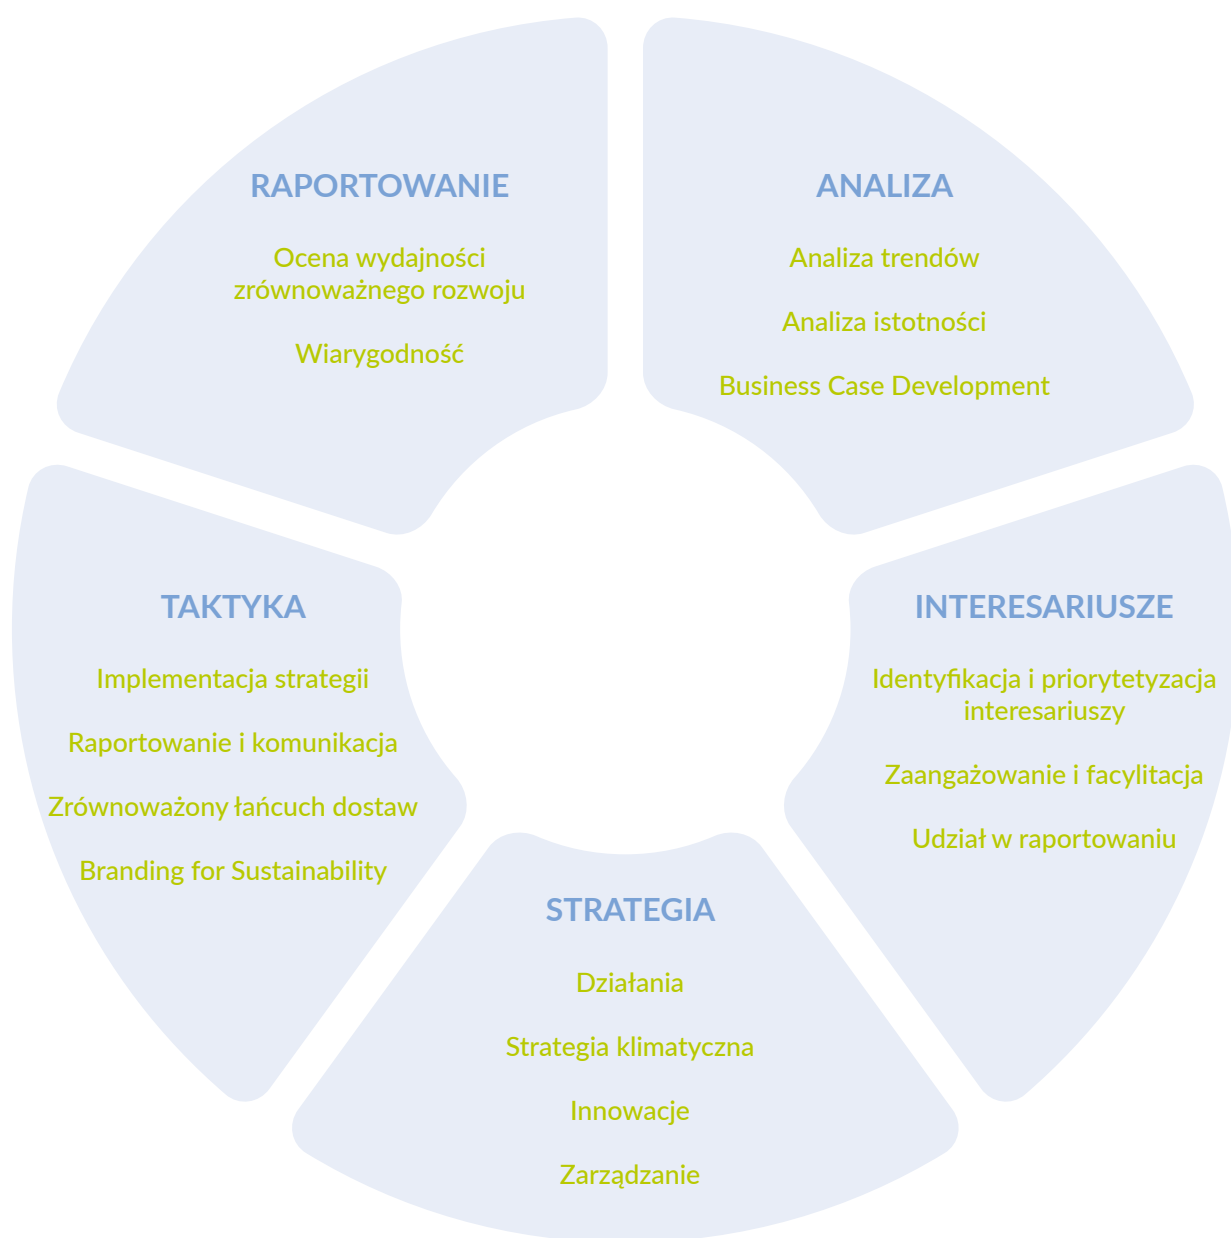 RAPORTOWANIE
Ocena wydajności
zrównoważnego rozwoju
Wiarygodność
ANALIZA
Analiza trendów
Analiza istotności
Business Case Development
TAKTYKA
Implementacja strategii
Raportowanie i komunikacja
Zrównoważony łańcuch dostaw
Branding for Sustainability
INTERESARIUSZE
Identyfikacja i priorytetyzacja
interesariuszy
Zaangażowanie i facylitacja
Udział w raportowaniu
STRATEGIA
Działania
Strategia klimatyczna
Innowacje
Zarządzanie